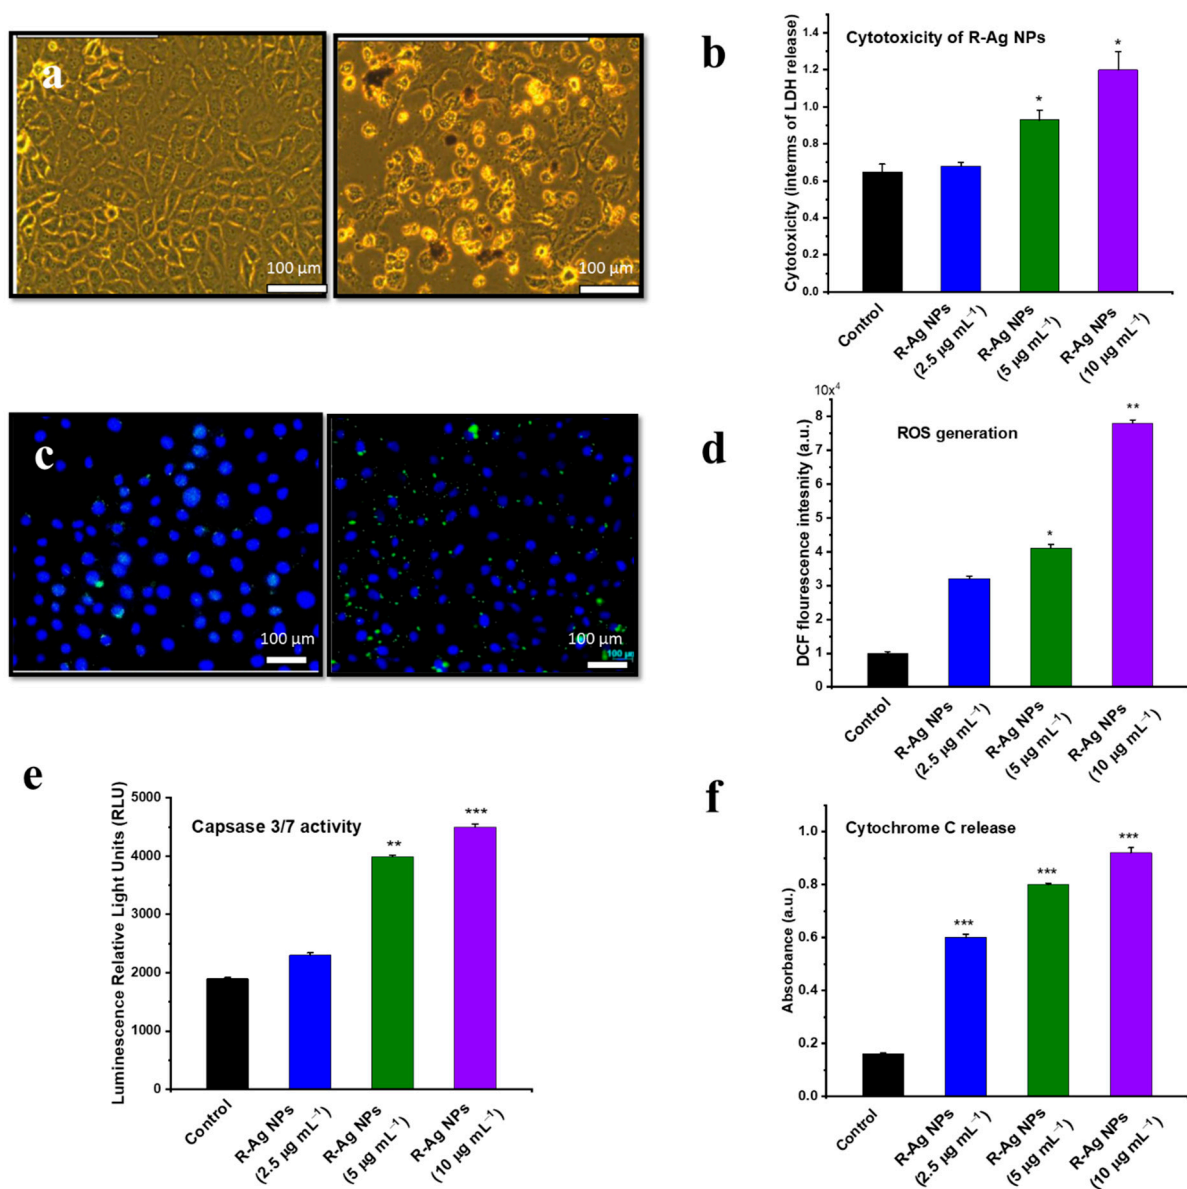 a
100 µm
100 µm
b
Cytotoxicity of R-Ag NPs
Cytotoxicity (interms of LDH release)
1.4
1.2
1.0
0.8
0.6
0.4
0.2
0.0
*
*
Control
R-Ag NPs
(2.5 µg mL⁻¹)
R-Ag NPs
(5 µg mL⁻¹)
R-Ag NPs
(10 µg mL⁻¹)
c
100 µm
100 µm
100 µm
d
10x⁴
ROS generation
DCF flourescence intesnity (a.u.)
8
6
4
2
1
0
*
**
Control
R-Ag NPs
(2.5 µg mL⁻¹)
R-Ag NPs
(5 µg mL⁻¹)
R-Ag NPs
(10 µg mL⁻¹)
e
Capsase 3/7 activity
Luminescence Relative Light Units (RLU)
5000
4000
3000
2000
1000
0
**
***
Control
R-Ag NPs
(2.5 µg mL⁻¹)
R-Ag NPs
(5 µg mL⁻¹)
R-Ag NPs
(10 µg mL⁻¹)
f
Cytochrome C release
Absorbance (a.u.)
1.0
0.8
0.6
0.4
0.2
0.0
***
***
***
Control
R-Ag NPs
(2.5 µg mL⁻¹)
R-Ag NPs
(5 µg mL⁻¹)
R-Ag NPs
(10 µg mL⁻¹)